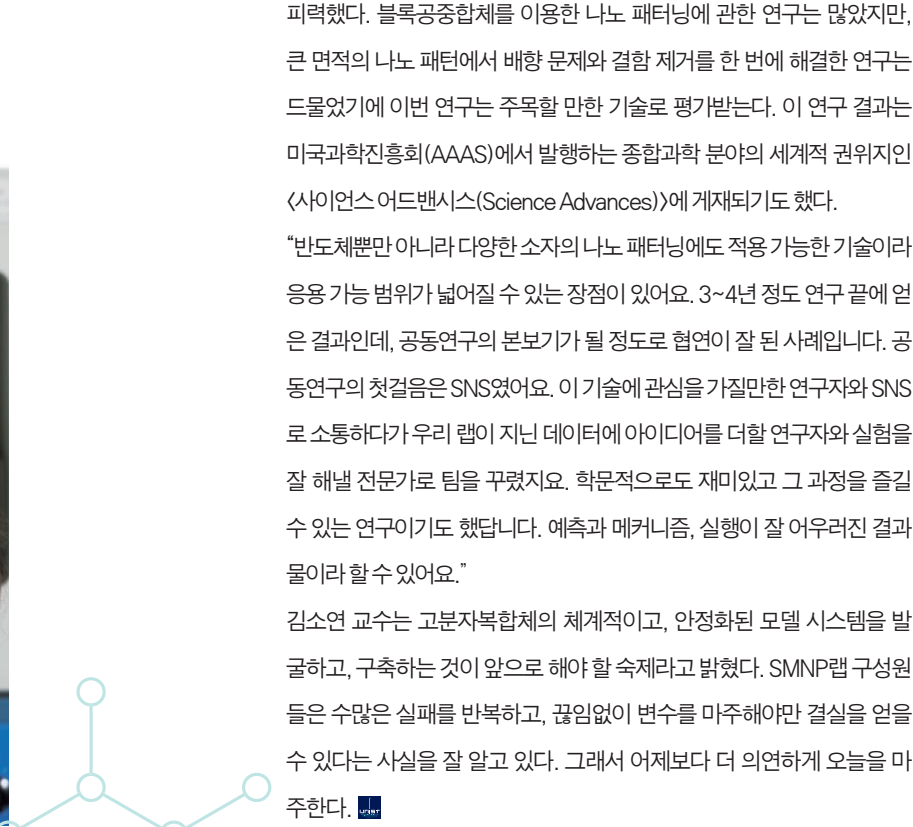 피력했다. 블록공중합체를 이용한 나노 패터닝에 관한 연구는 많았지만,
큰 면적의 나노 패턴에서 배향 문제와 결함 제거를 한 번에 해결한 연구는
드물었기에 이번 연구는 주목할 만한 기술로 평가받는다. 이 연구 결과는
미국과학진흥회(AAAS)에서 발행하는 종합과학 분야의 세계적 권위지인
〈사이언스 어드밴시스(Science Advances)〉에 게재되기도 했다.
“반도체뿐만 아니라 다양한 소자의 나노 패터닝에도 적용 가능한 기술이라
응용 가능 범위가 넓어질 수 있는 장점이 있어요. 3~4년 정도 연구 끝에 얻
은 결과인데, 공동연구의 본보기가 될 정도로 협연이 잘 된 사례입니다. 공
동연구의 첫걸음은 SNS였어요. 이 기술에 관심을 가질만한 연구자와 SNS
로 소통하다가 우리 랩이 지닌 데이터에 아이디어를 더할 연구자와 실험을
잘 해낼 전문가로 팀을 꾸렸지요. 학문적으로도 재미있고 그 과정을 즐길
수 있는 연구이기도 했답니다. 예측과 메커니즘, 실행이 잘 어우러진 결과
물이라 할 수 있어요.”
김소연 교수는 고분자복합체의 체계적이고, 안정화된 모델 시스템을 발
굴하고, 구축하는 것이 앞으로 해야 할 숙제라고 밝혔다. SMNP랩 구성원
들은 수많은 실패를 반복하고, 끊임없이 변수를 마주해야만 결실을 얻을
수 있다는 사실을 잘 알고 있다. 그래서 어제보다 더 의연하게 오늘을 마
주한다. UNIST